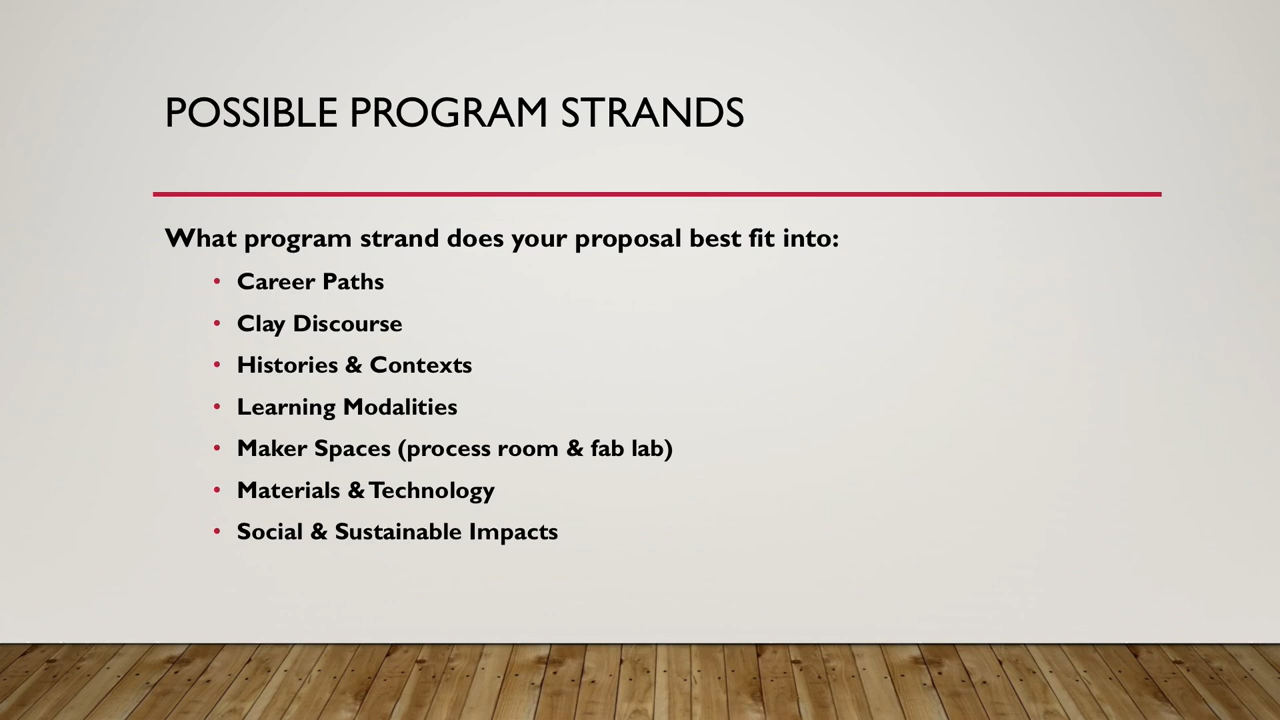 POSSIBLE PROGRAM STRANDS
What program strand does your proposal best fit into:
• Career Paths
• Clay Discourse
• Histories & Contexts
• Learning Modalities
• Maker Spaces (process room & fab lab)
• Materials & Technology
• Social & Sustainable Impacts